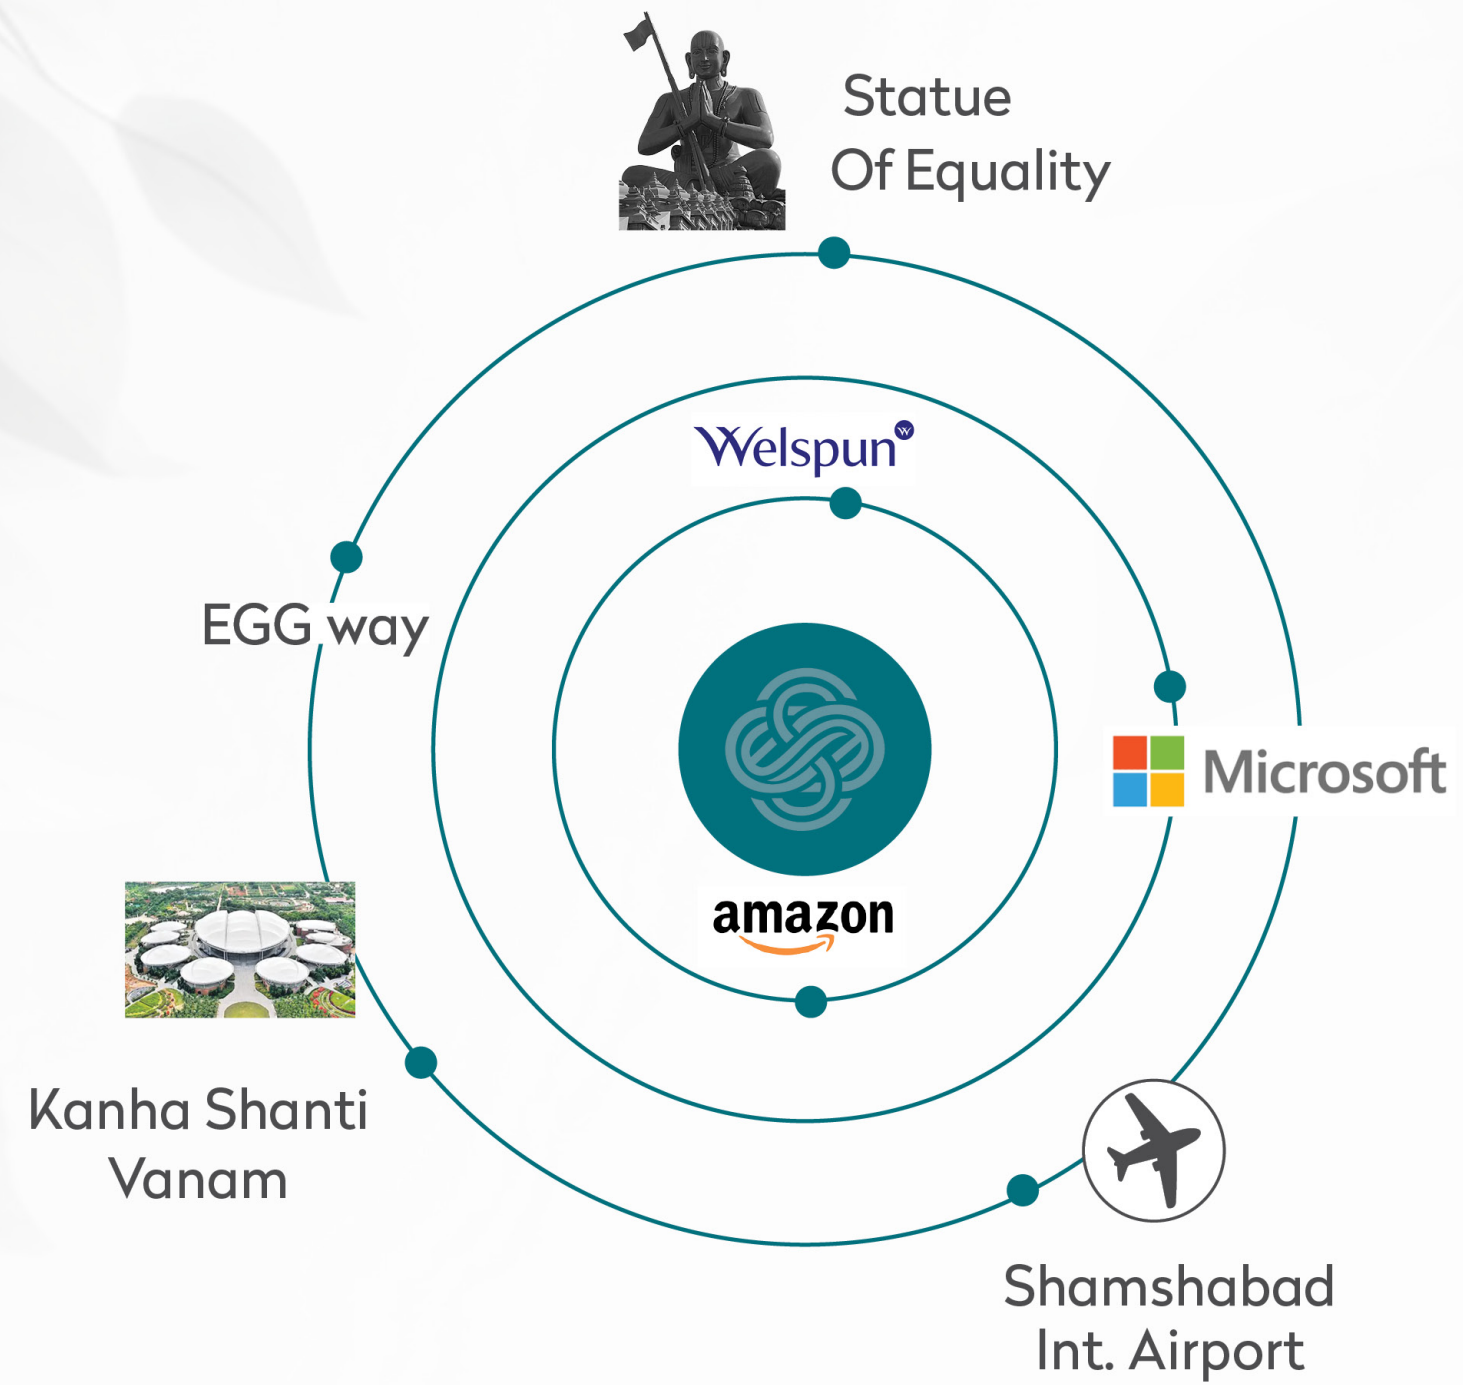 Statue
Of Equality
Welspun
W
EGG way
Microsoft
amazon
Kanha Shanti
Vanam
Shamshabad
Int. Airport